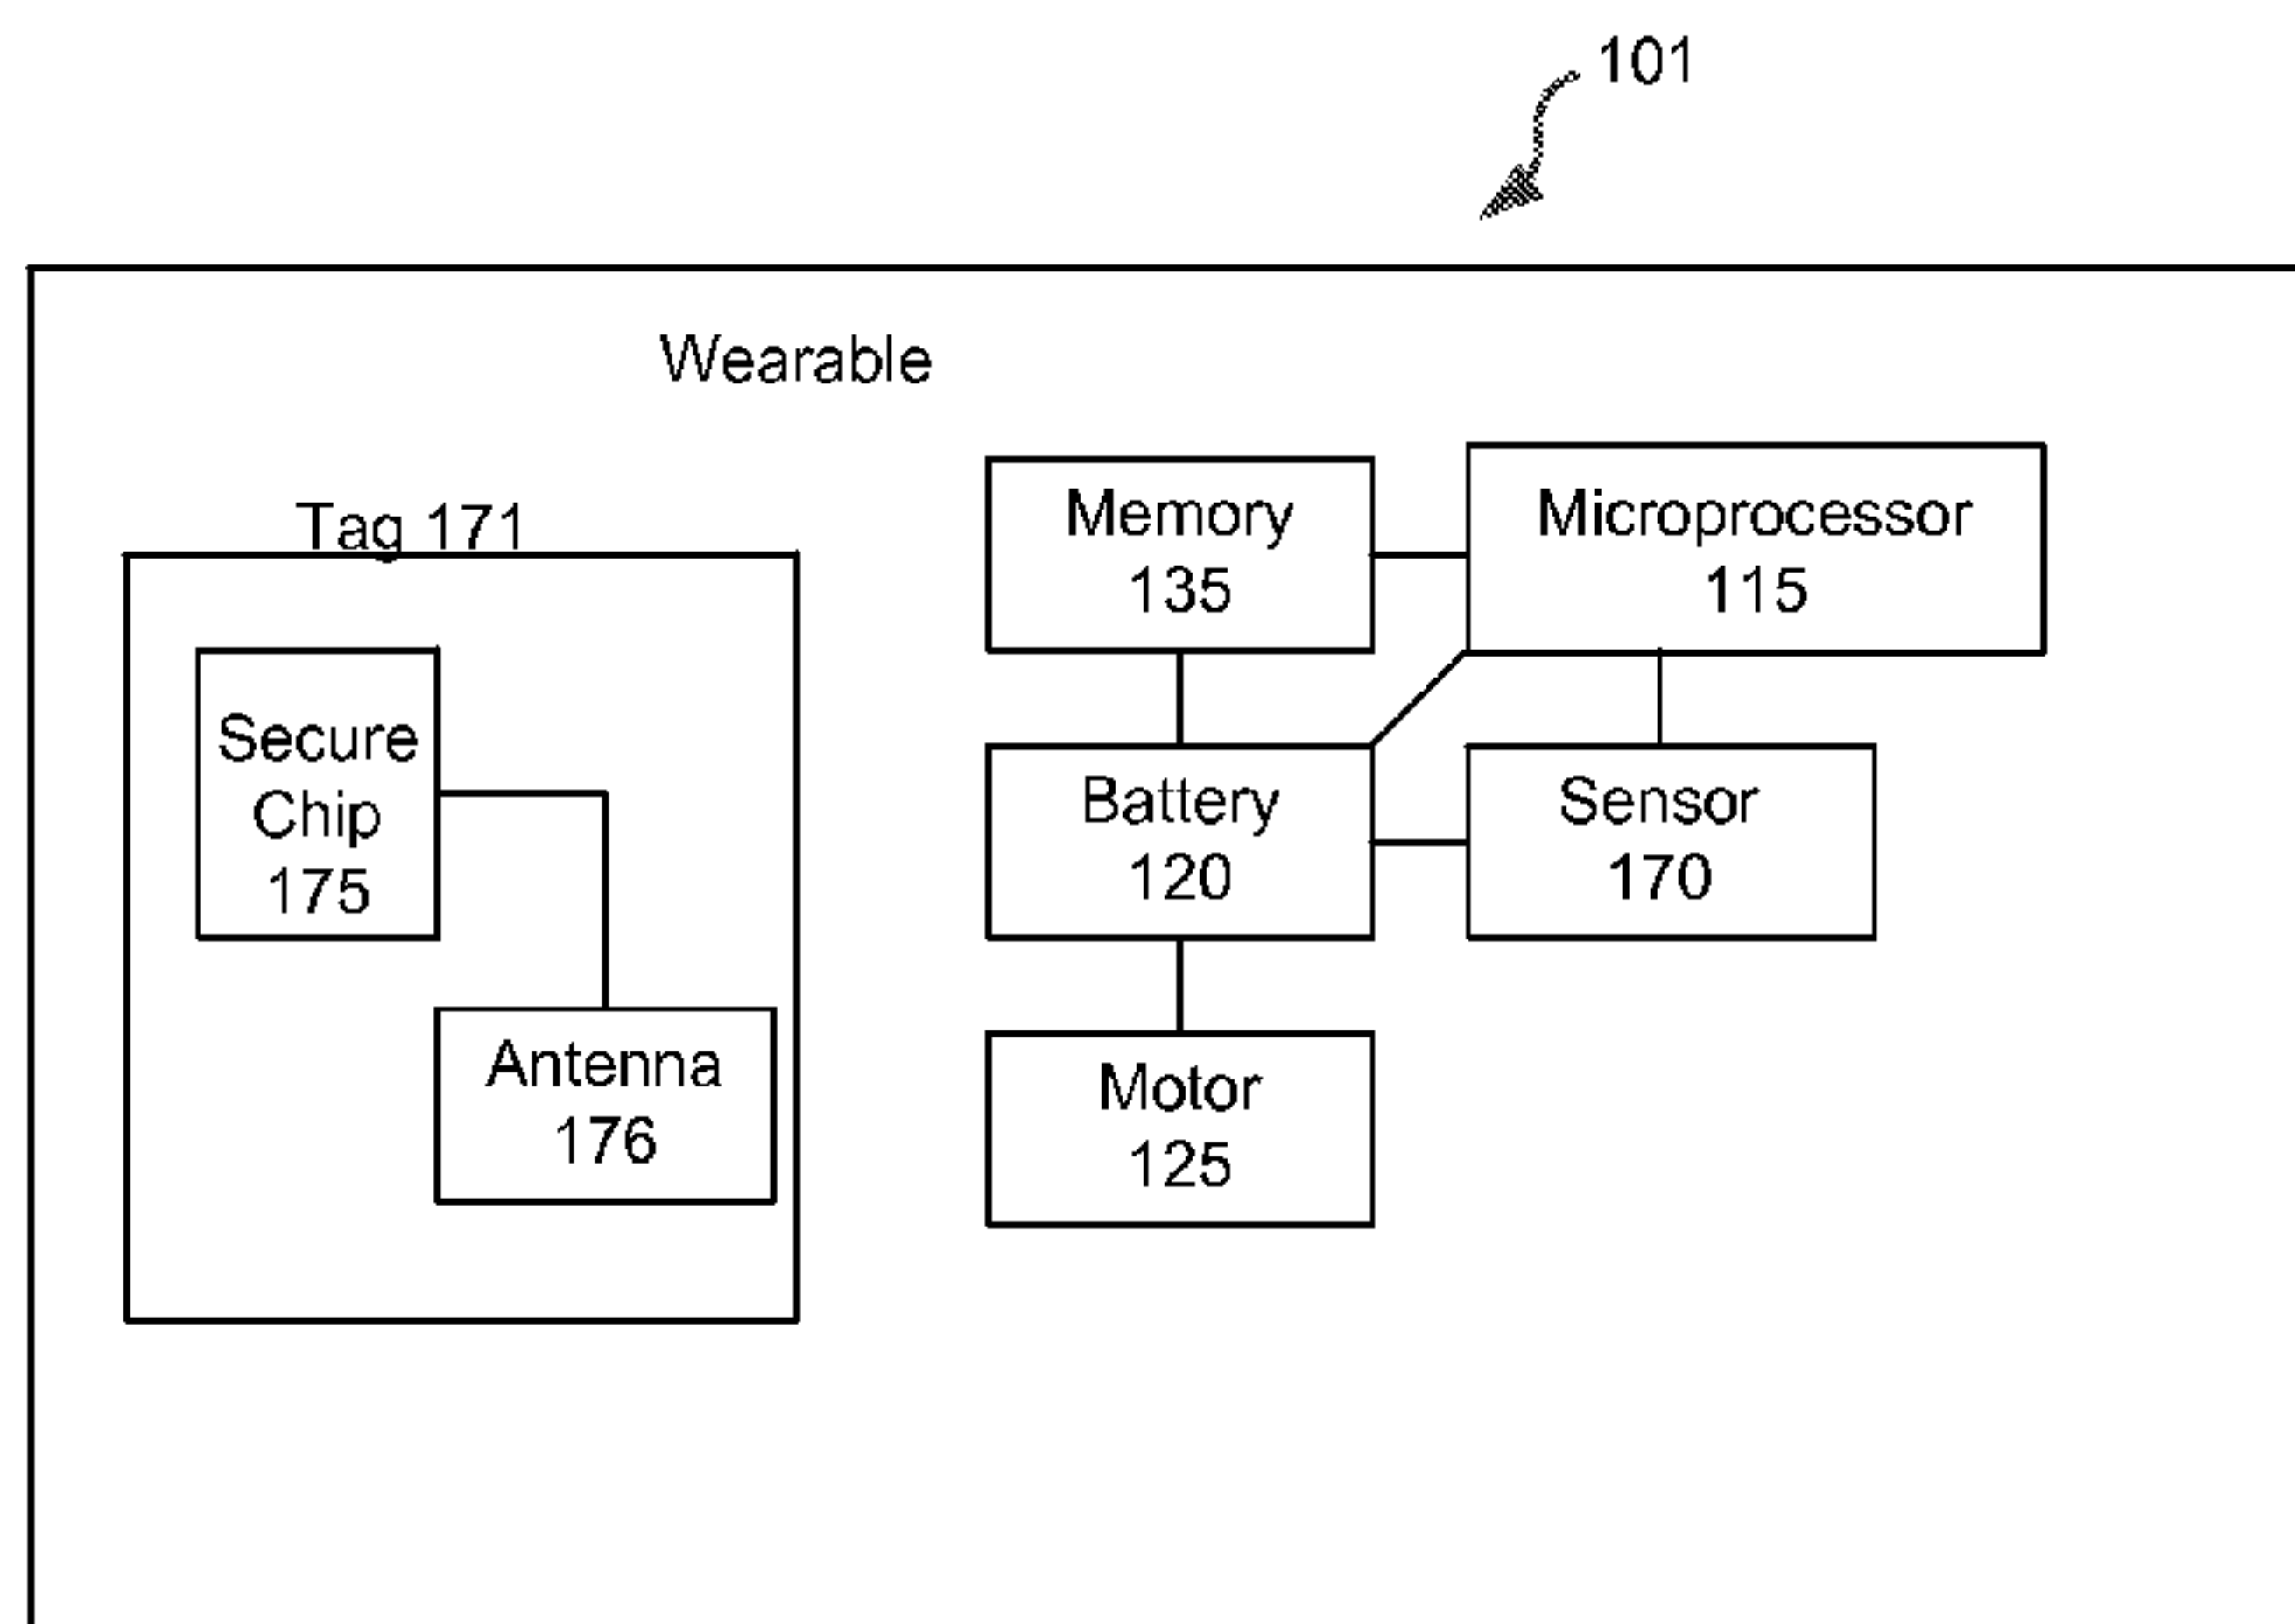 101
Wearable
Tag 171
Secure
Chip
175
Antenna
176
Memory
135
Microprocessor
115
Battery
120
Sensor
170
Motor
125